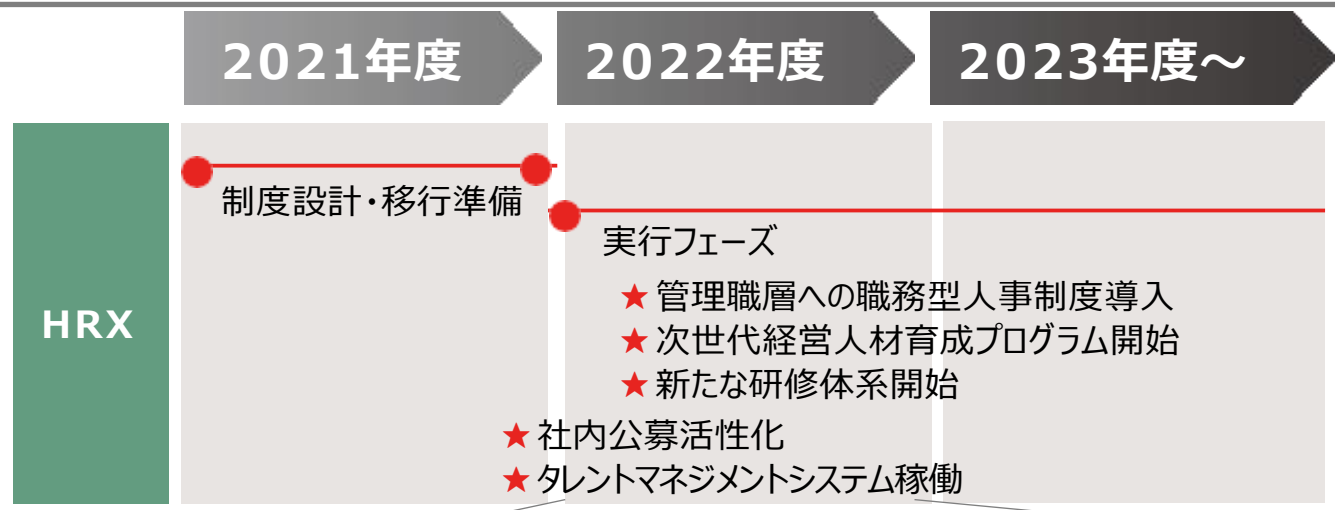 2021年度
2022年度
2023年度～
HRX
制度設計・移行準備
実行フェーズ
★ 管理職層への職務型人事制度導入
★ 次世代経営人材育成プログラム開始
★ 新たな研修体系開始
★ 社内公募活性化
★ タレントマネジメントシステム稼働